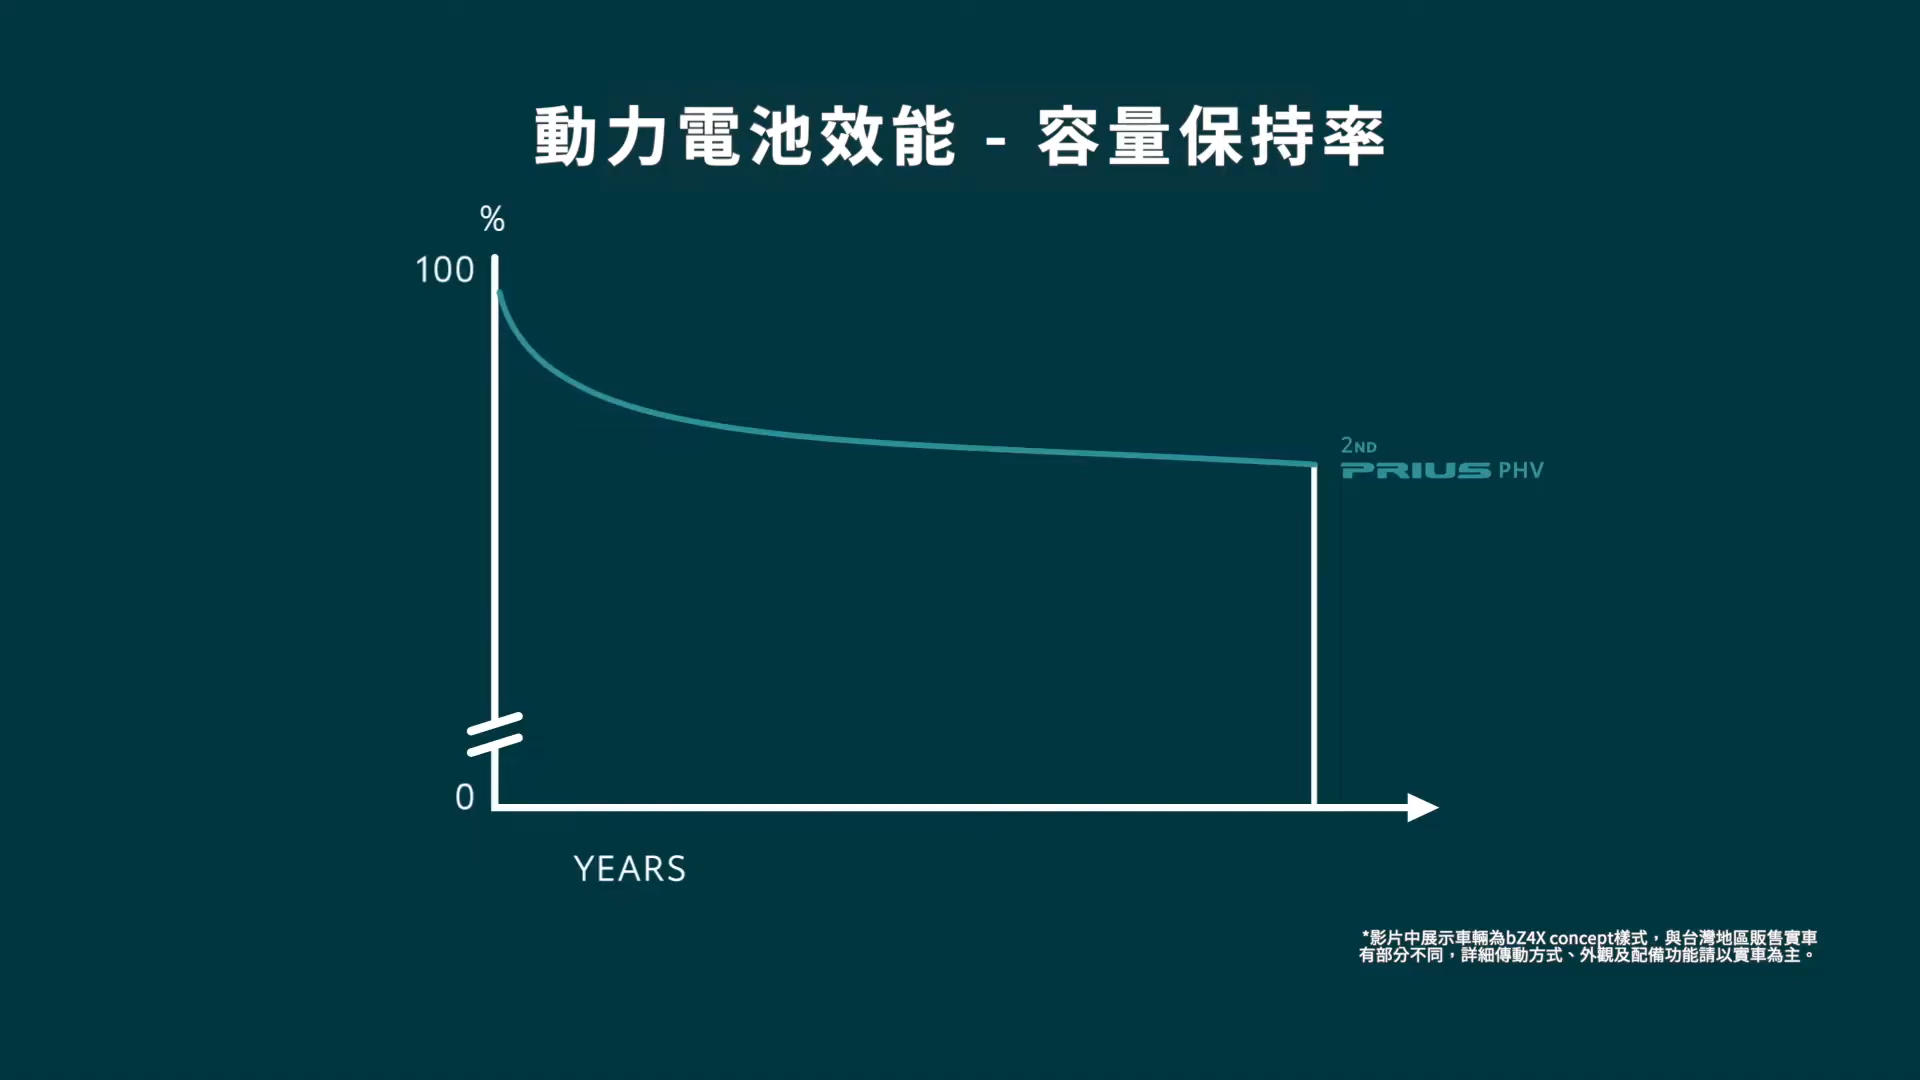 動力電池效能 - 容量保持率
%
100
2ND
PRIUS PHV
0
YEARS
*影片中展示車輛為bZ4X concept樣式，與台灣地區販售實車
有部分不同，詳細傳動方式、外觀及配備功能請以實車為主。